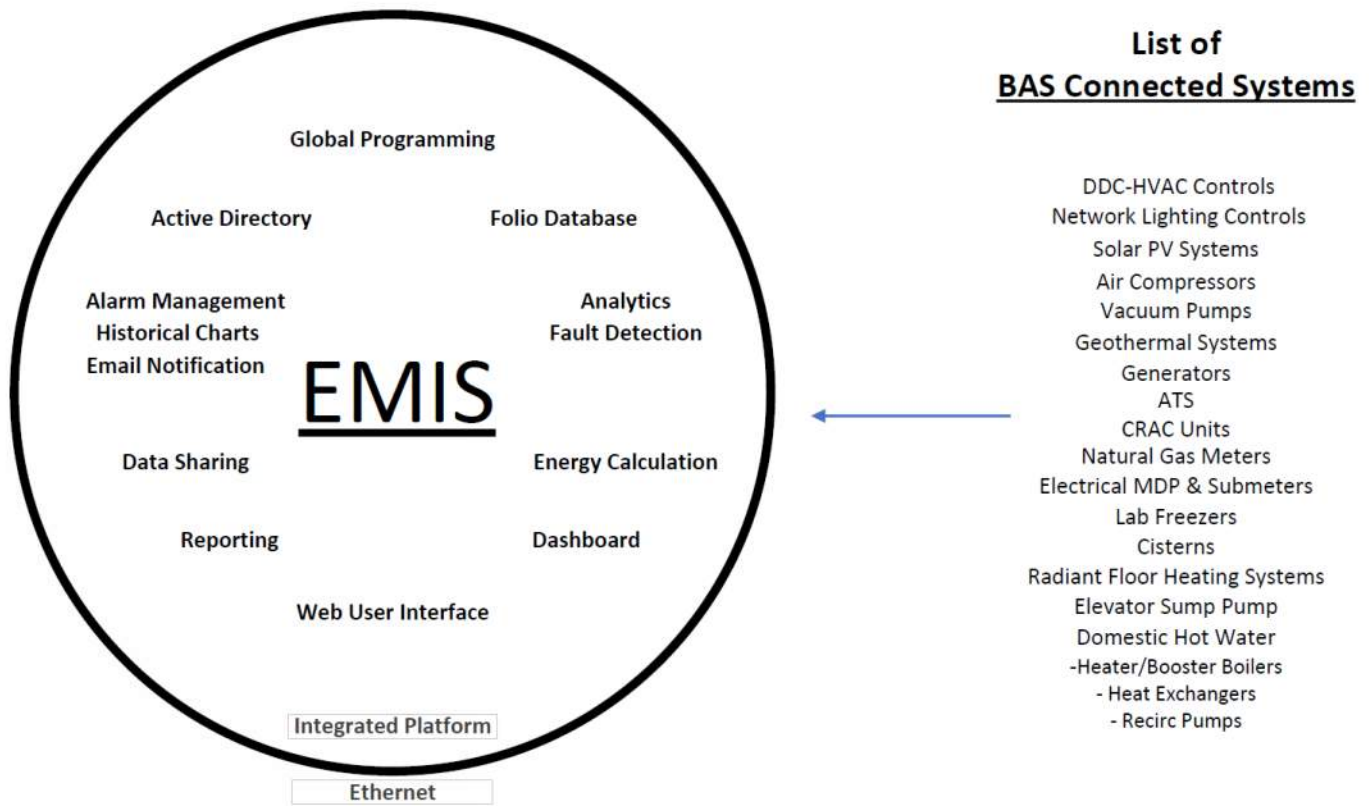 List of
BAS Connected Systems
Global Programming
Active Directory
Folio Database
Alarm Management
Historical Charts
Email Notification
Analytics
Fault Detection
EMIS
Data Sharing
Energy Calculation
Reporting
Dashboard
Web User Interface
Integrated Platform
Ethernet
DDC-HVAC Controls
Network Lighting Controls
Solar PV Systems
Air Compressors
Vacuum Pumps
Geothermal Systems
Generators
ATS
CRAC Units
Natural Gas Meters
Electrical MDP & Submeters
Lab Freezers
Cisterns
Radiant Floor Heating Systems
Elevator Sump Pump
Domestic Hot Water
-Heater/Booster Boilers
- Heat Exchangers
- Recirc Pumps